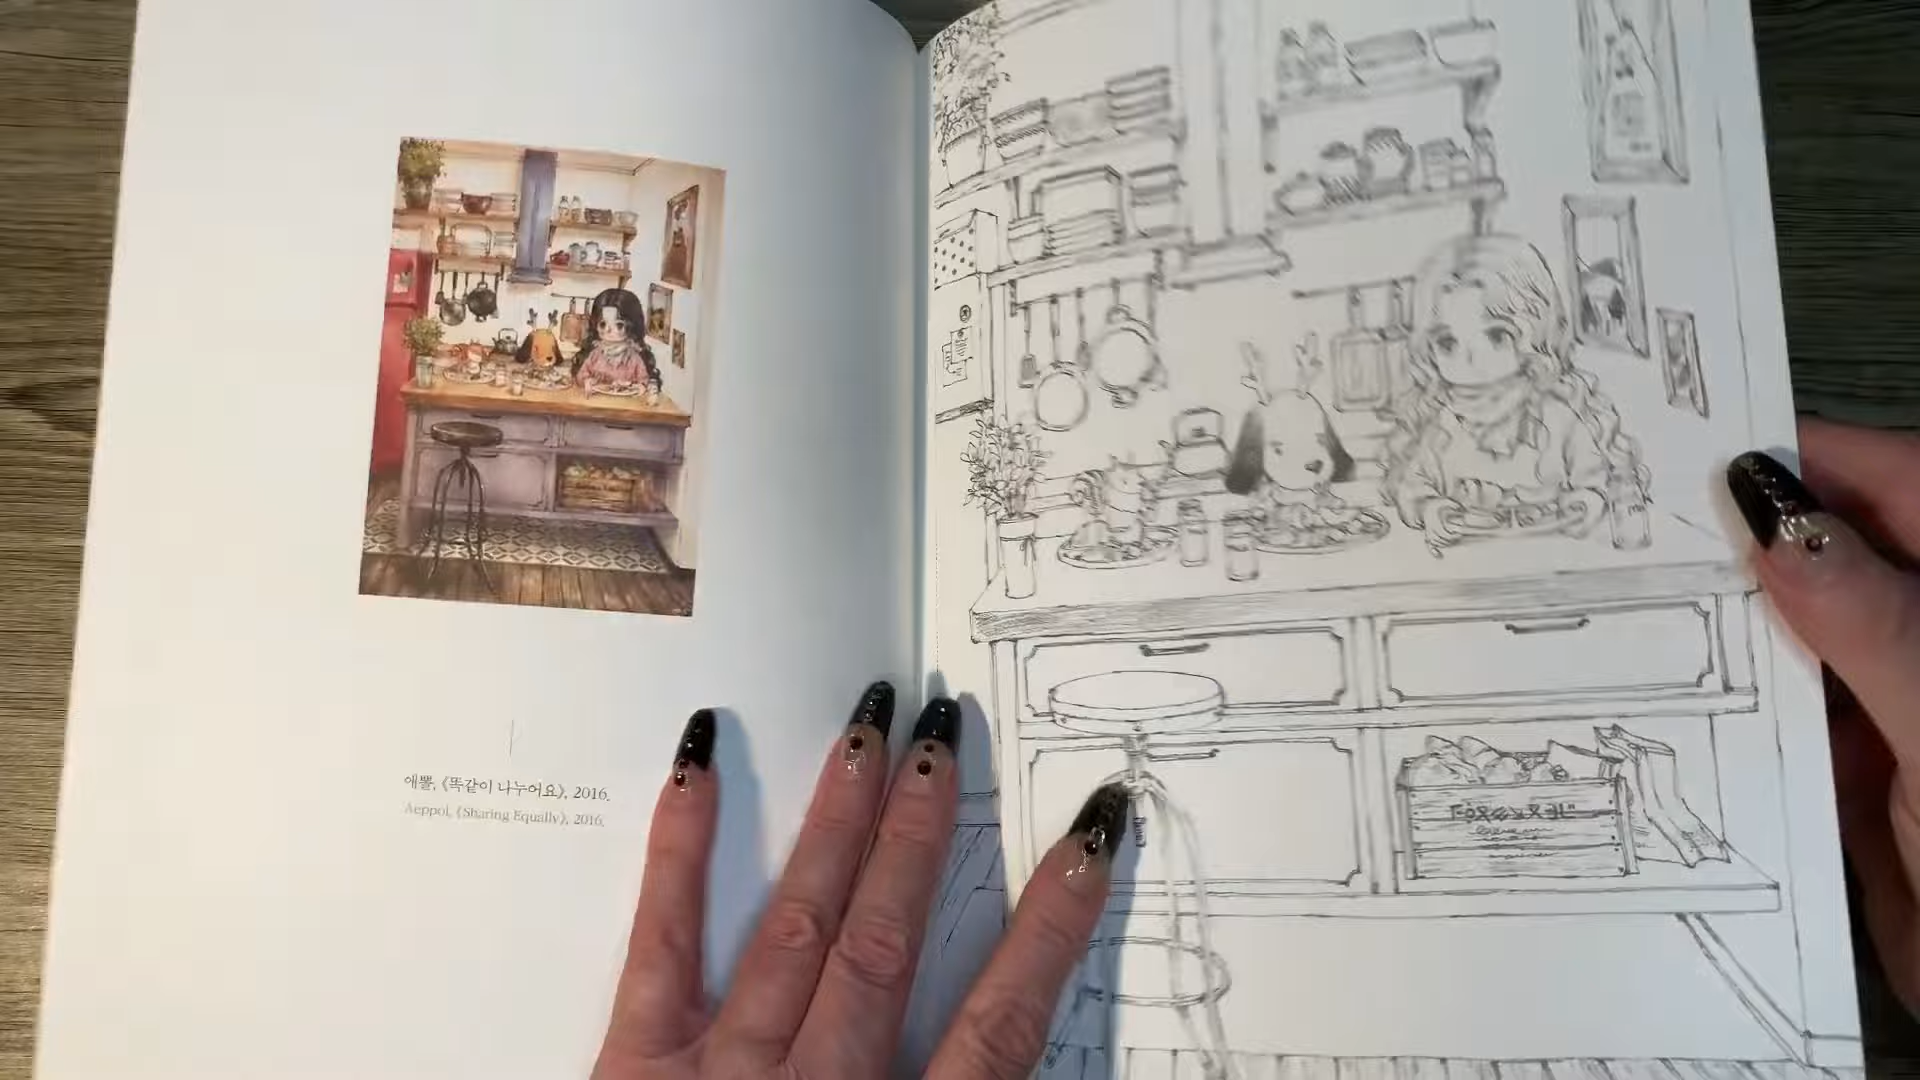 애뽈, 《똑같이 나누어요》, 2016.
Aeppol, 《Sharing Equally》, 2016.